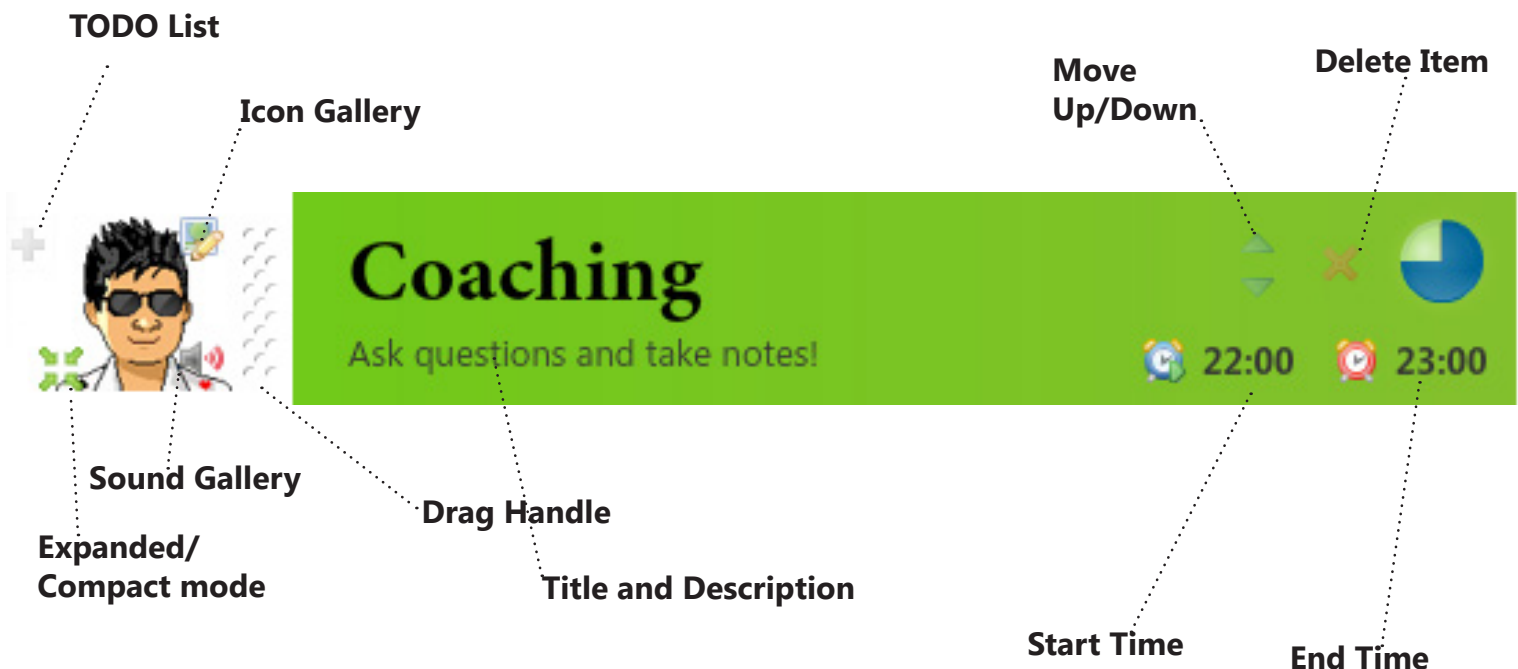 TODO List
Icon Gallery
Move
Up/Down
Delete Item
Coaching
Ask questions and take notes!
22:00
23:00
Sound Gallery
Drag Handle
Expanded/
Compact mode
Title and Description
Start Time
End Time